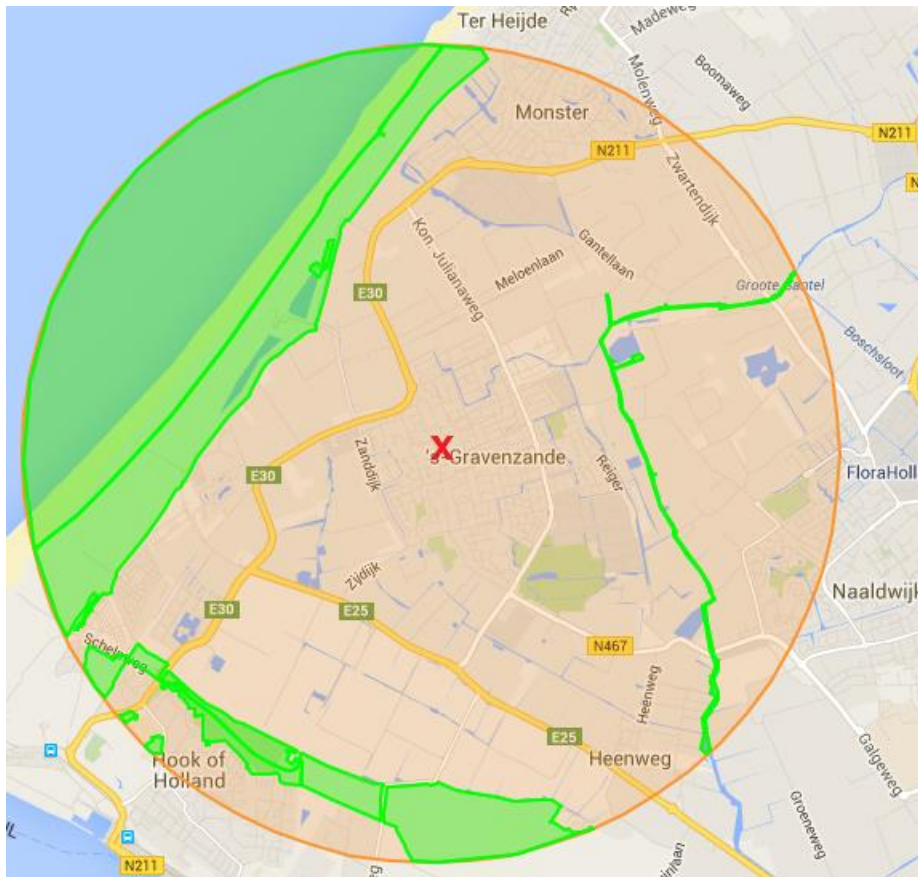 Ter Heijde
Madeweg
Molenweg
Boomaweg
Monster
N211
N211
Zwartendijk
Kon. Julianaweg
Gantellaan
Meloenlaan
E30
Groote Gantel
Boschsloot
X
's-Gravenzande
Zanddijk
E30
Reiger
FloraHoll
Zijdijk
E30
E25
Naaldwijk
Schelpweg
N467
Heenweg
E25
Heenweg
Hook of
Holland
Galgeweg
Groeneweg
N211